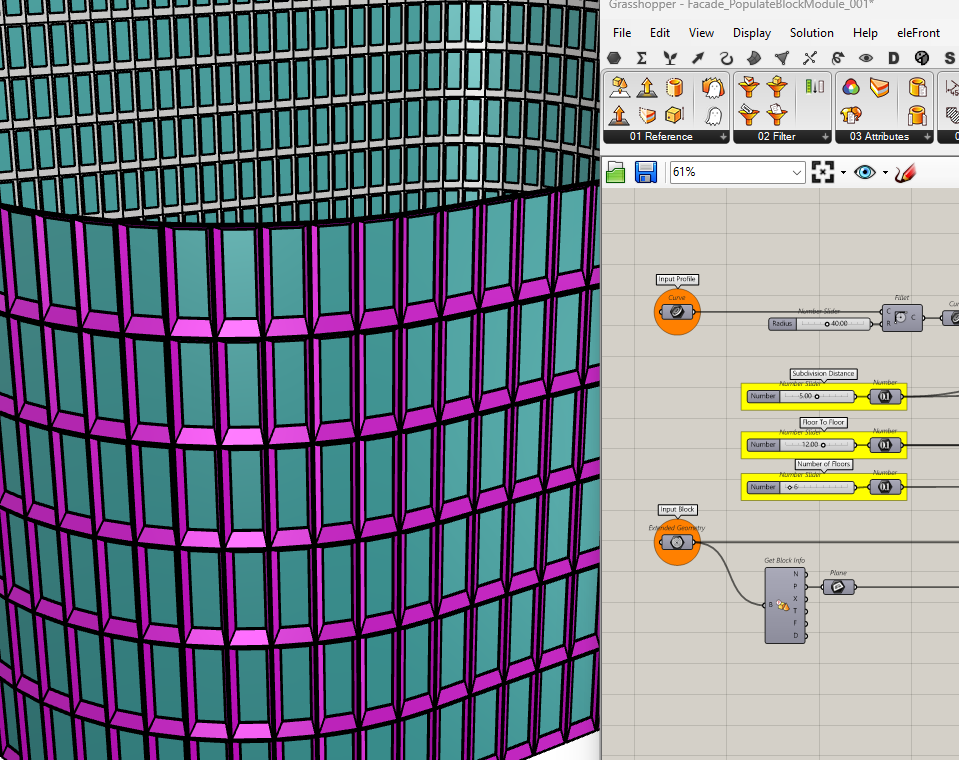 Grasshopper - Facade_PopulateBlockModule_001*
File Edit View Display Solution Help eleFront
D S
01 Reference 02 Filter 03 Attributes
61%
Input Profile
Curve
Fillet
Number Slider
Radius 40.00
C
R
C
Subdivision Distance
Number Slider Number
Number 5.00
Floor To Floor
Number Slider Number
Number 12.00
Number of Floors
Number Slider Number
Number 6
Input Block
Extended Geometry
Get Block Info
Plane
B
N
P
X
T
F
D